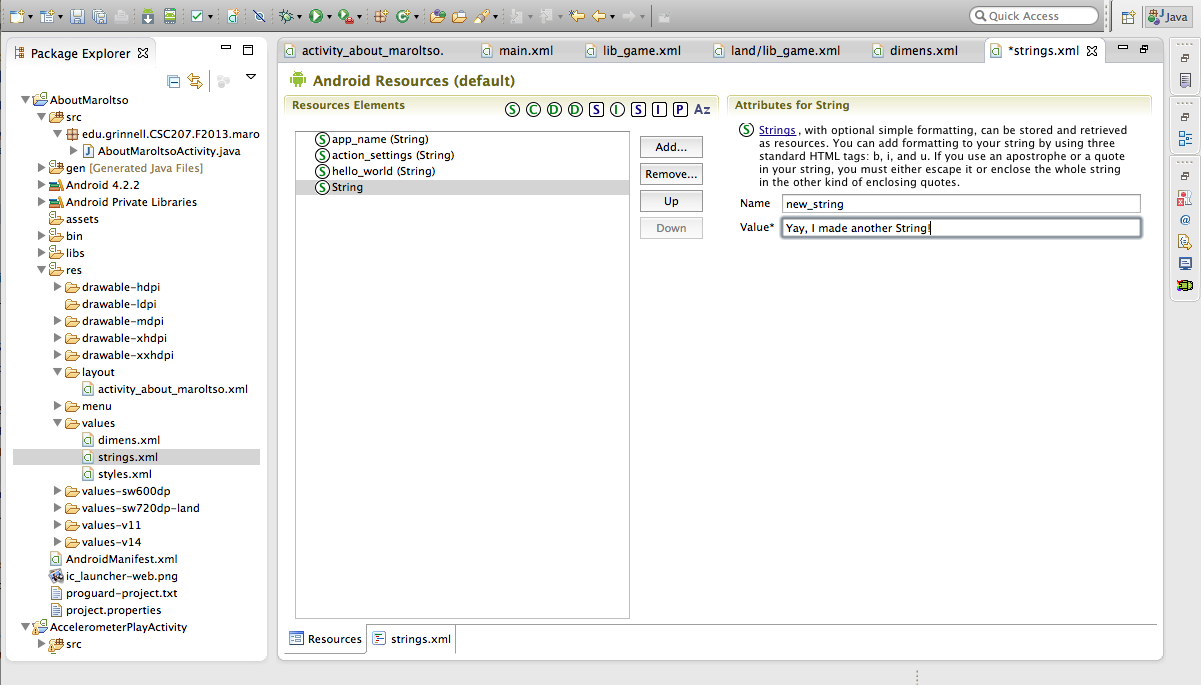 Quick Access
Java
Package Explorer
AboutMaroltso
src
edu.grinnell.CSC207.F2013.maro
AboutMaroltsoActivity.java
gen [Generated Java Files]
Android 4.2.2
Android Private Libraries
assets
bin
libs
res
drawable-hdpi
drawable-ldpi
drawable-mdpi
drawable-xhdpi
drawable-xxhdpi
layout
activity_about_maroltso.xml
menu
values
dimens.xml
strings.xml
styles.xml
values-sw600dp
values-sw720dp-land
values-v11
values-v14
AndroidManifest.xml
ic_launcher-web.png
proguard-project.txt
project.properties
AccelerometerPlayActivity
src
activity_about_maroltso.
main.xml
lib_game.xml
land/lib_game.xml
dimens.xml
*strings.xml
Android Resources (default)
Resources Elements
S C D D S I S I P Az
S app_name (String)
S action_settings (String)
S hello_world (String)
S String
Add...
Remove...
Up
Down
Attributes for String
S Strings, with optional simple formatting, can be stored and retrieved
as resources. You can add formatting to your string by using three
standard HTML tags: b, i, and u. If you use an apostrophe or a quote
in your string, you must either escape it or enclose the whole string
in the other kind of enclosing quotes.
Name new_string
Value* Yay, I made another String!
Resources
strings.xml